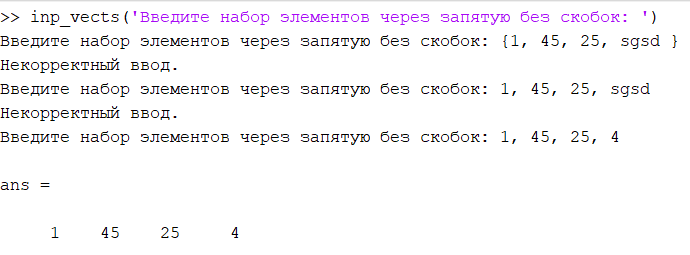 >> inp_vects('Введите набор элементов через запятую без скобок: ')
Введите набор элементов через запятую без скобок: {1, 45, 25, sgsd }
Некорректный ввод.
Введите набор элементов через запятую без скобок: 1, 45, 25, sgsd
Некорректный ввод.
Введите набор элементов через запятую без скобок: 1, 45, 25, 4
ans =
1 45 25 4